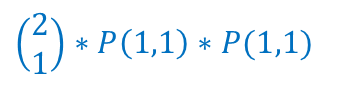 (2 1) * P(1,1) * P(1,1)